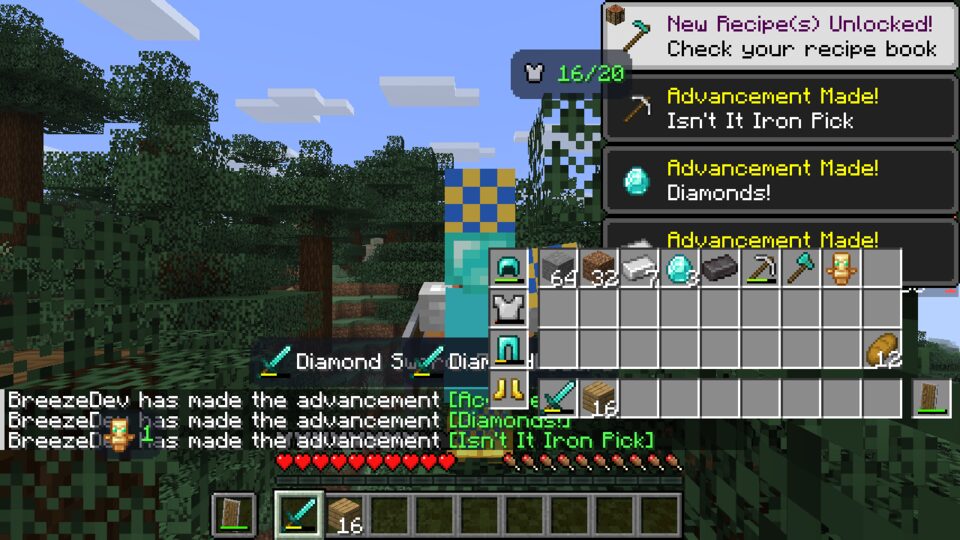 New Recipe(s) Unlocked!
Check your recipe book
16/20
Advancement Made!
Isn't It Iron Pick
Advancement Made!
Diamonds!
Advancement Made!
64
32
7
3
12
Diamond
16
BreezeDev has made the advancement
BreezeDev has made the advancement [Diamonds!]
has made the advancement [Isn't It Iron Pick]
1
16